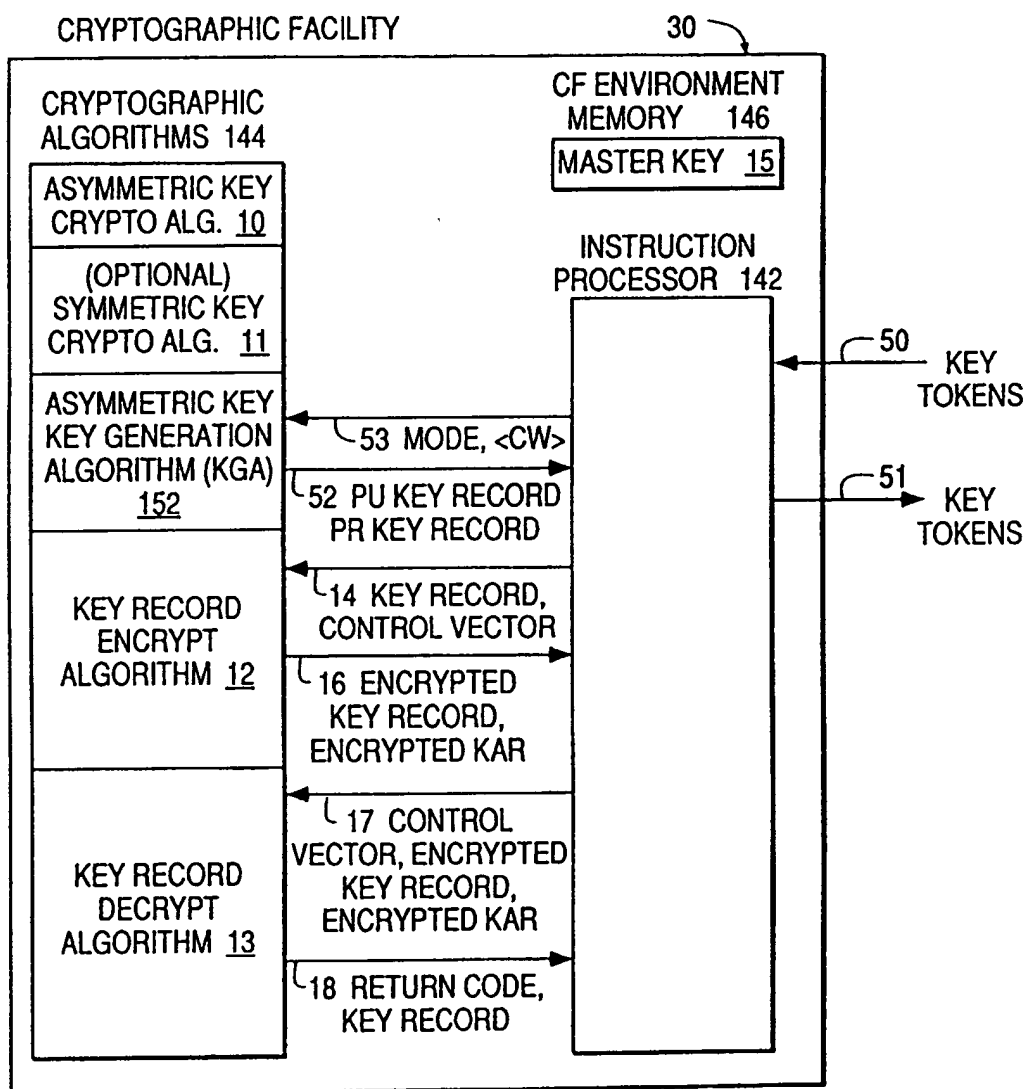 CRYPTOGRAPHIC FACILITY
30
CRYPTOGRAPHIC
ALGORITHMS 144
CF ENVIRONMENT
MEMORY 146
MASTER KEY 15
ASYMMETRIC KEY
CRYPTO ALG. 10
(OPTIONAL)
SYMMETRIC KEY
CRYPTO ALG. 11
ASYMMETRIC KEY
KEY GENERATION
ALGORITHM (KGA)
152
KEY RECORD
ENCRYPT
ALGORITHM 12
KEY RECORD
DECRYPT
ALGORITHM 13
53 MODE, <CW>
52 PU KEY RECORD
PR KEY RECORD
14 KEY RECORD,
CONTROL VECTOR
16 ENCRYPTED
KEY RECORD,
ENCRYPTED KAR
17 CONTROL
VECTOR, ENCRYPTED
KEY RECORD,
ENCRYPTED KAR
18 RETURN CODE,
KEY RECORD
INSTRUCTION
PROCESSOR 142
50
KEY
TOKENS
51
KEY
TOKENS